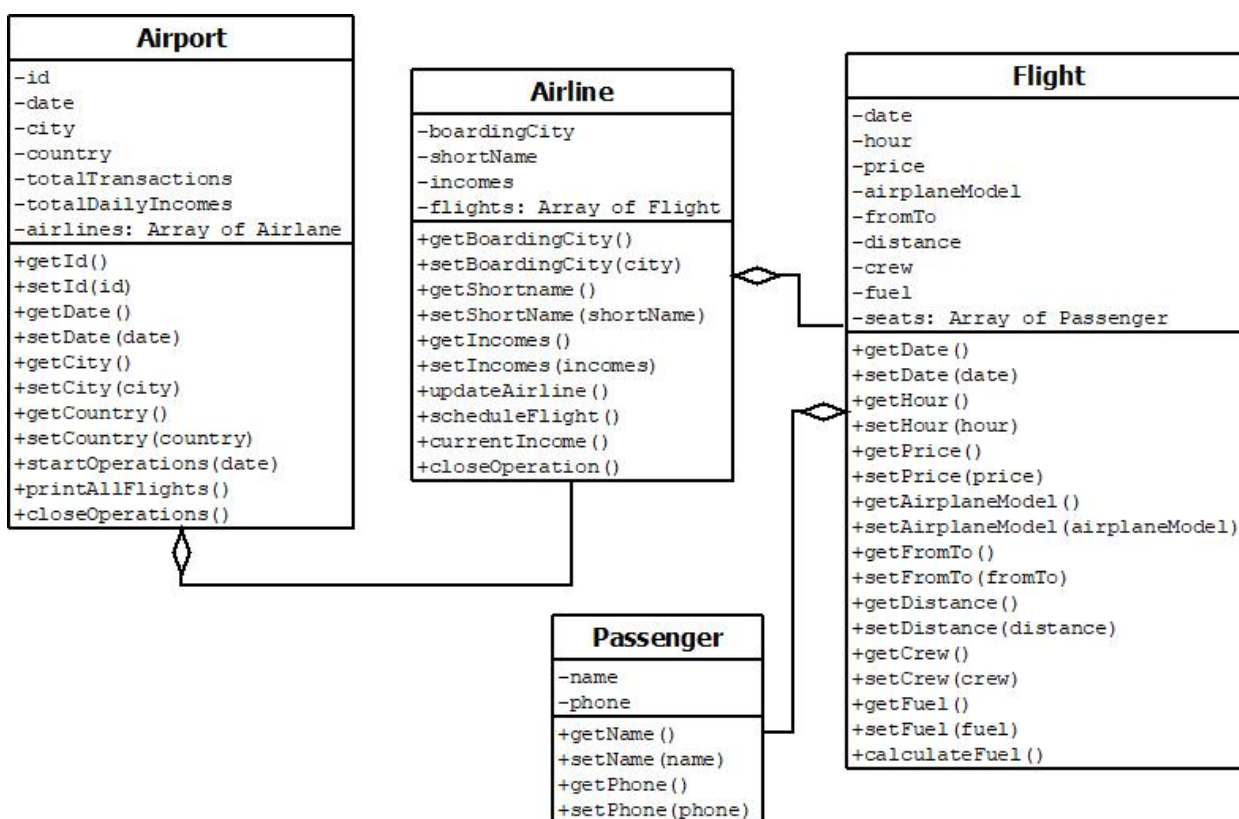 Airport
-id
-date
-city
-country
-totalTransactions
-totalDailyIncomes
-airlines: Array of Airlane
+getId()
+setId(id)
+getDate()
+setDate(date)
+getCity()
+setCity(city)
+getCountry()
+setCountry(country)
+startOperations(date)
+printAllFlights()
+closeOperations()
Airline
-boardingCity
-shortName
-incomes
-flights: Array of Flight
+getBoardingCity()
+setBoardingCity(city)
+getShortname()
+setShortName(shortName)
+getIncomes()
+setIncomes(incomes)
+updateAirline()
+scheduleFlight()
+currentIncome()
+closeOperation()
Flight
-date
-hour
-price
-airplaneModel
-fromTo
-distance
-crew
-fuel
-seats: Array of Passenger
+getDate()
+setDate(date)
+getHour()
+setHour(hour)
+getPrice()
+setPrice(price)
+getAirplaneModel()
+setAirplaneModel(airplaneModel)
+getFromTo()
+setFromTo(fromTo)
+getDistance()
+setDistance(distance)
+getCrew()
+setCrew(crew)
+getFuel()
+setFuel(fuel)
+calculateFuel()
Passenger
-name
-phone
+getName()
+setName(name)
+getPhone()
+setPhone(phone)